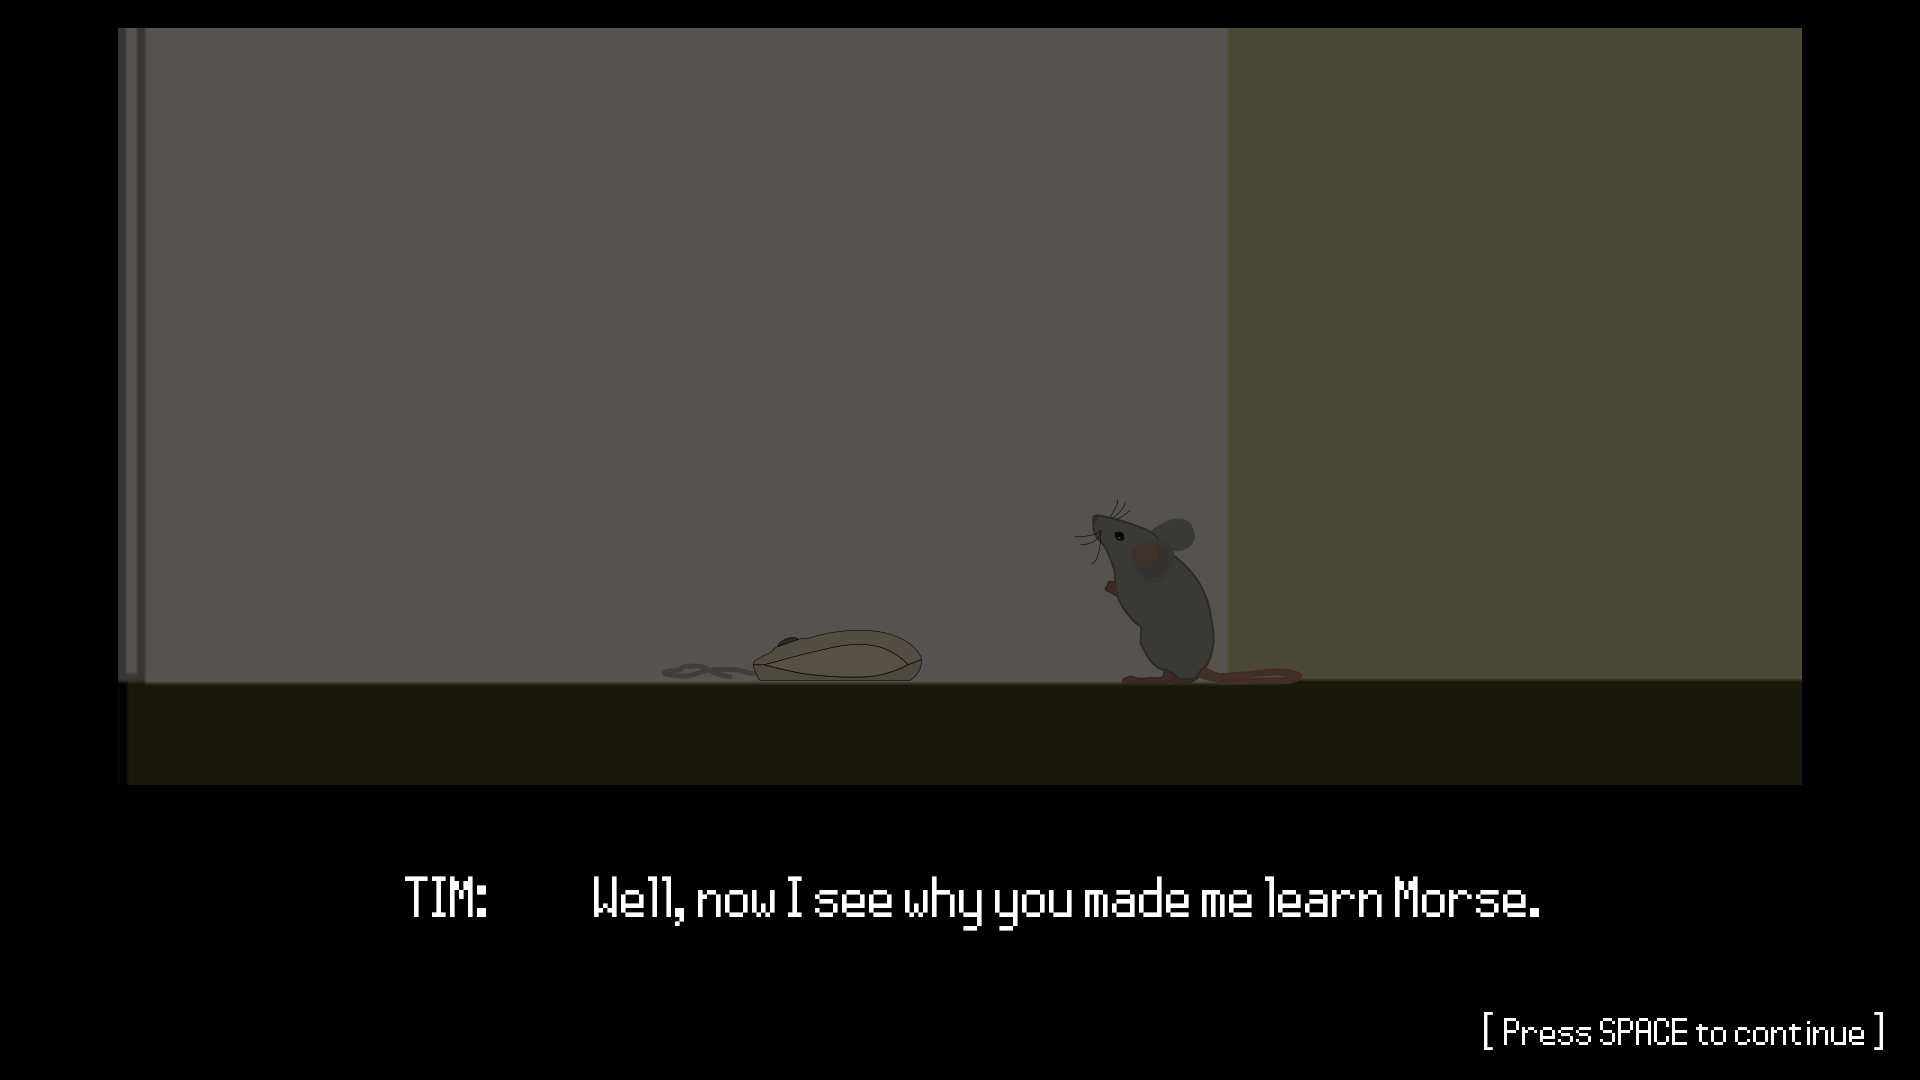 TIM: Well, now I see why you made me learn Morse.
[ Press SPACE to continue ]